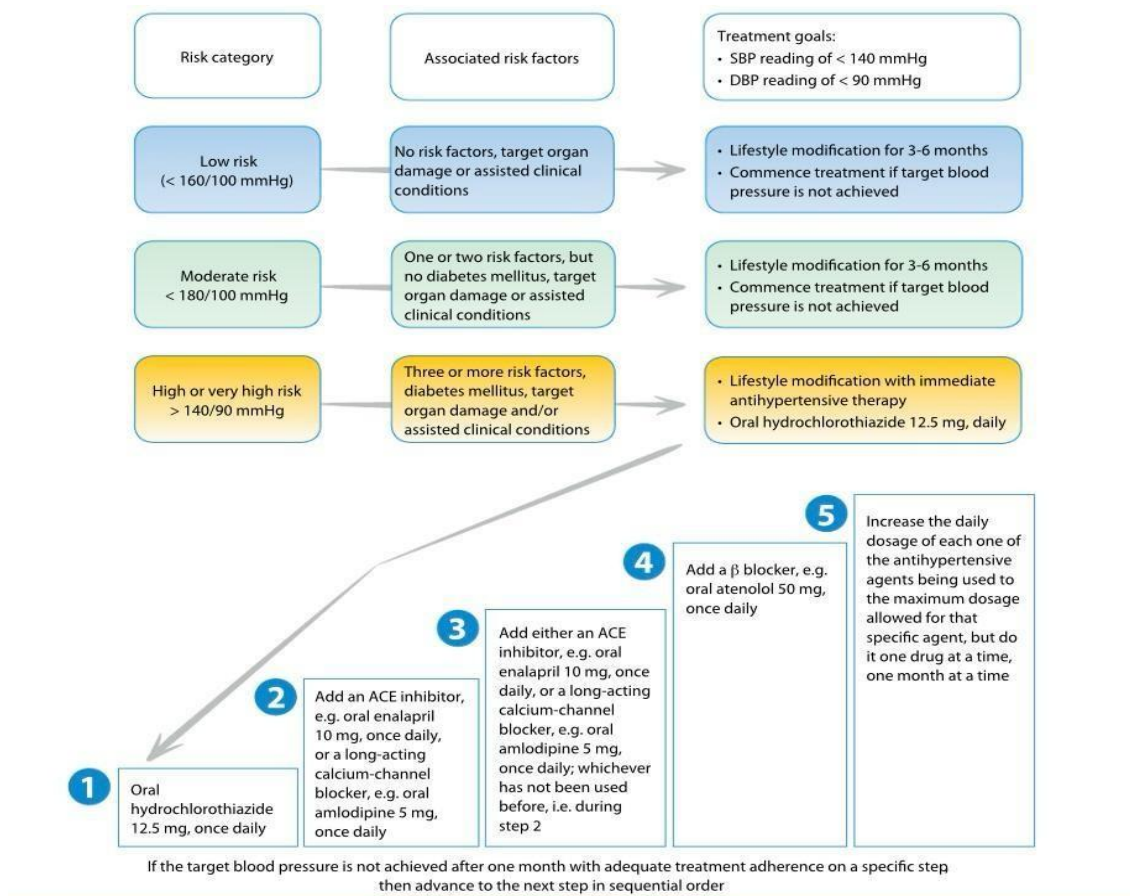 Risk category
Associated risk factors
Treatment goals:
• SBP reading of < 140 mmHg
• DBP reading of < 90 mmHg
Low risk
(< 160/100 mmHg)
No risk factors, target organ
damage or assisted clinical
conditions
• Lifestyle modification for 3-6 months
• Commence treatment if target blood
pressure is not achieved
Moderate risk
< 180/100 mmHg
One or two risk factors, but
no diabetes mellitus, target
organ damage or assisted
clinical conditions
• Lifestyle modification for 3-6 months
• Commence treatment if target blood
pressure is not achieved
High or very high risk
> 140/90 mmHg
Three or more risk factors,
diabetes mellitus, target
organ damage and/or
assisted clinical conditions
• Lifestyle modification with immediate
antihypertensive therapy
• Oral hydrochlorothiazide 12.5 mg, daily
1
Oral
hydrochlorothiazide
12.5 mg, once daily
2
Add an ACE inhibitor,
e.g. oral enalapril
10 mg, once daily,
or a long-acting
calcium-channel
blocker, e.g. oral
amlodipine 5 mg,
once daily
3
Add either an ACE
inhibitor, e.g. oral
enalapril 10 mg, once
daily, or a long-acting
calcium-channel
blocker, e.g. oral
amlodipine 5 mg,
once daily; whichever
has not been used
before, i.e. during
step 2
4
Add a β blocker, e.g.
oral atenolol 50 mg,
once daily
5
Increase the daily
dosage of each one of
the antihypertensive
agents being used to
the maximum dosage
allowed for that
specific agent, but do
it one drug at a time,
one month at a time
If the target blood pressure is not achieved after one month with adequate treatment adherence on a specific step,
then advance to the next step in sequential order